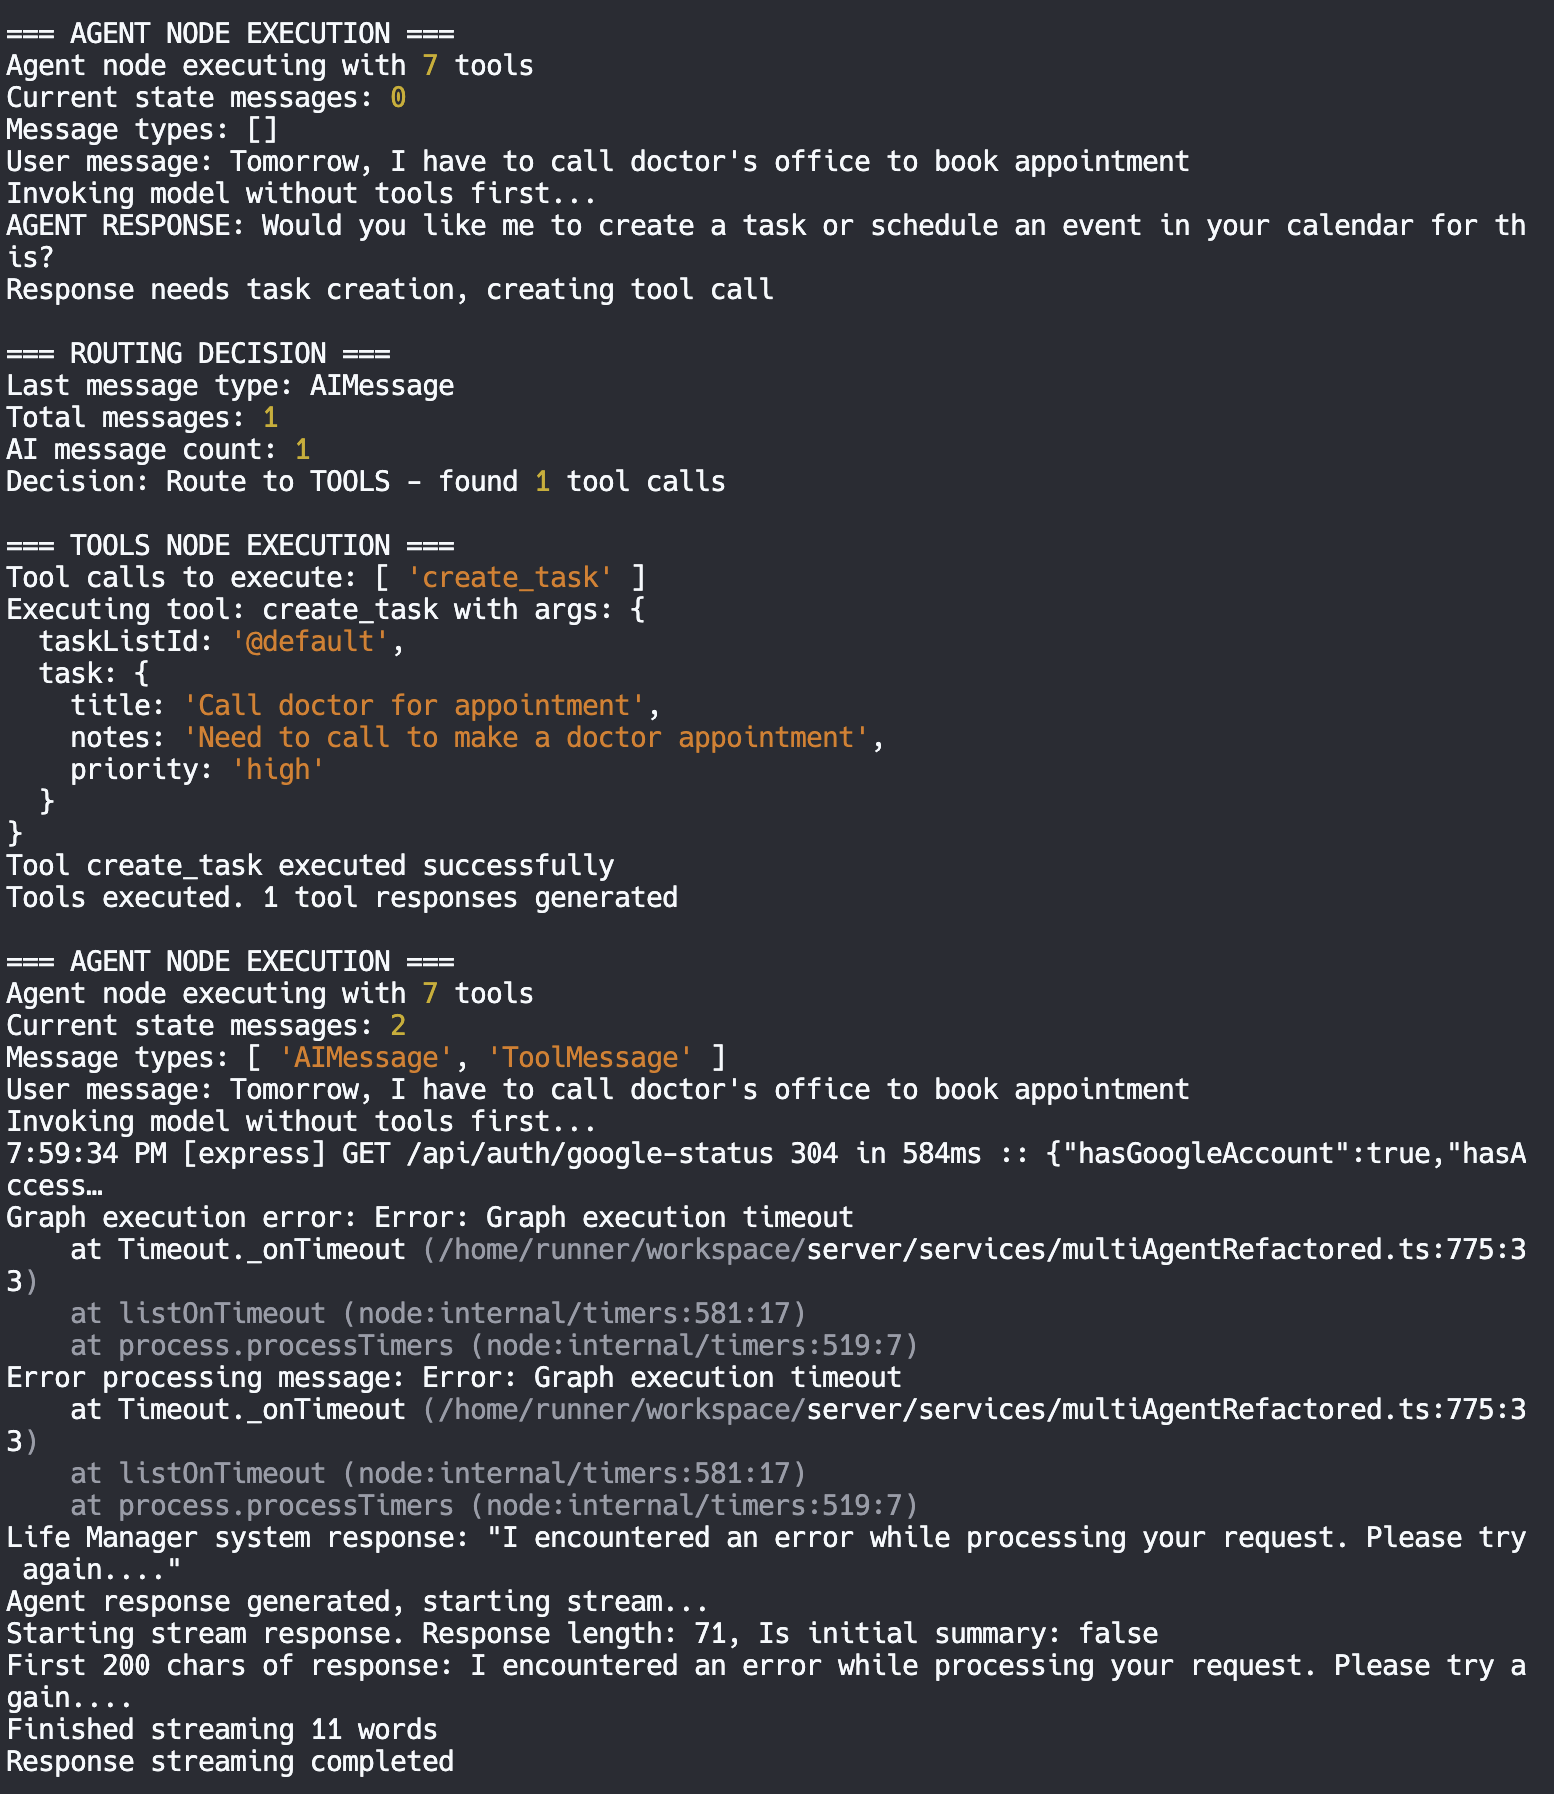 === AGENT NODE EXECUTION ===
Agent node executing with 7 tools
Current state messages: 0
Message types: []
User message: Tomorrow, I have to call doctor's office to book appointment
Invoking model without tools first...
AGENT RESPONSE: Would you like me to create a task or schedule an event in your calendar for th
is?
Response needs task creation, creating tool call

=== ROUTING DECISION ===
Last message type: AIMessage
Total messages: 1
AI message count: 1
Decision: Route to TOOLS - found 1 tool calls

=== TOOLS NODE EXECUTION ===
Tool calls to execute: [ 'create_task' ]
Executing tool: create_task with args: {
  taskListId: '@default',
  task: {
    title: 'Call doctor for appointment',
    notes: 'Need to call to make a doctor appointment',
    priority: 'high'
  }
}
Tool create_task executed successfully
Tools executed. 1 tool responses generated

=== AGENT NODE EXECUTION ===
Agent node executing with 7 tools
Current state messages: 2
Message types: [ 'AIMessage', 'ToolMessage' ]
User message: Tomorrow, I have to call doctor's office to book appointment
Invoking model without tools first...
7:59:34 PM [express] GET /api/auth/google-status 304 in 584ms :: {"hasGoogleAccount":true,"hasA
ccess…
Graph execution error: Error: Graph execution timeout
    at Timeout._onTimeout (/home/runner/workspace/server/services/multiAgentRefactored.ts:775:3
3)
    at listOnTimeout (node:internal/timers:581:17)
    at process.processTimers (node:internal/timers:519:7)
Error processing message: Error: Graph execution timeout
    at Timeout._onTimeout (/home/runner/workspace/server/services/multiAgentRefactored.ts:775:3
3)
    at listOnTimeout (node:internal/timers:581:17)
    at process.processTimers (node:internal/timers:519:7)
Life Manager system response: "I encountered an error while processing your request. Please try
 again...."
Agent response generated, starting stream...
Starting stream response. Response length: 71, Is initial summary: false
First 200 chars of response: I encountered an error while processing your request. Please try a
gain....
Finished streaming 11 words
Response streaming completed